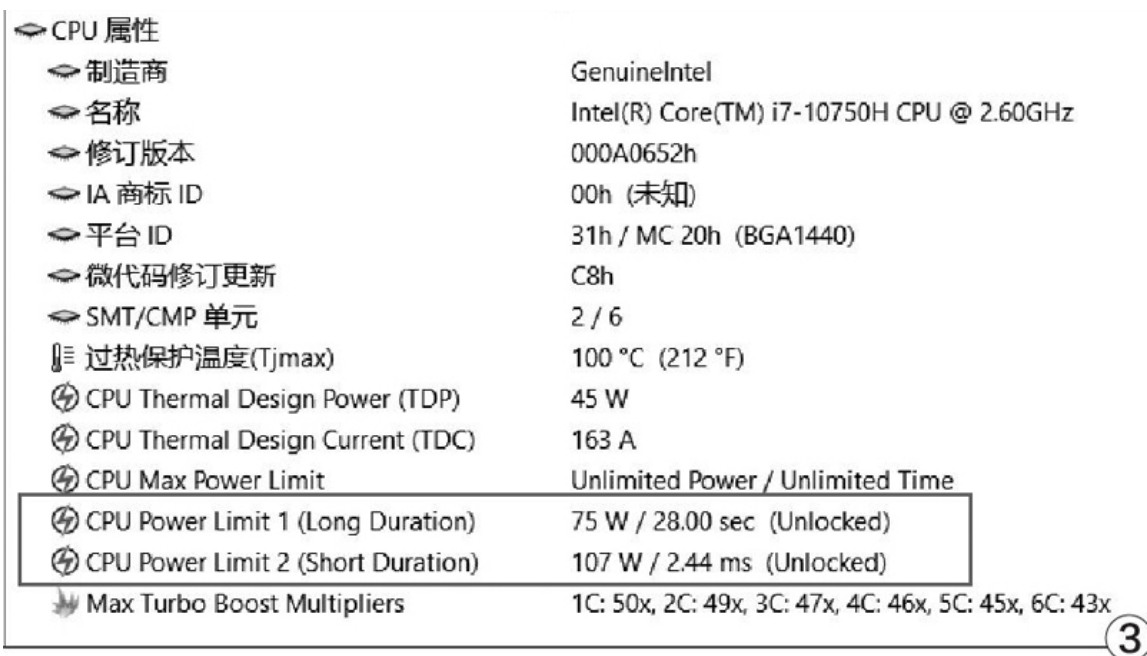 CPU 属性
制造商 GenuineIntel
名称 Intel(R) Core(TM) i7-10750H CPU @ 2.60GHz
修订版本 000A0652h
IA 商标 ID 00h (未知)
平台 ID 31h / MC 20h (BGA1440)
微代码修订更新 C8h
SMT/CMP 单元 2 / 6
过热保护温度(Tjmax) 100 °C (212 °F)
CPU Thermal Design Power (TDP) 45 W
CPU Thermal Design Current (TDC) 163 A
CPU Max Power Limit Unlimited Power / Unlimited Time
CPU Power Limit 1 (Long Duration) 75 W / 28.00 sec (Unlocked)
CPU Power Limit 2 (Short Duration) 107 W / 2.44 ms (Unlocked)
Max Turbo Boost Multipliers 1C: 50x, 2C: 49x, 3C: 47x, 4C: 46x, 5C: 45x, 6C: 43x
③